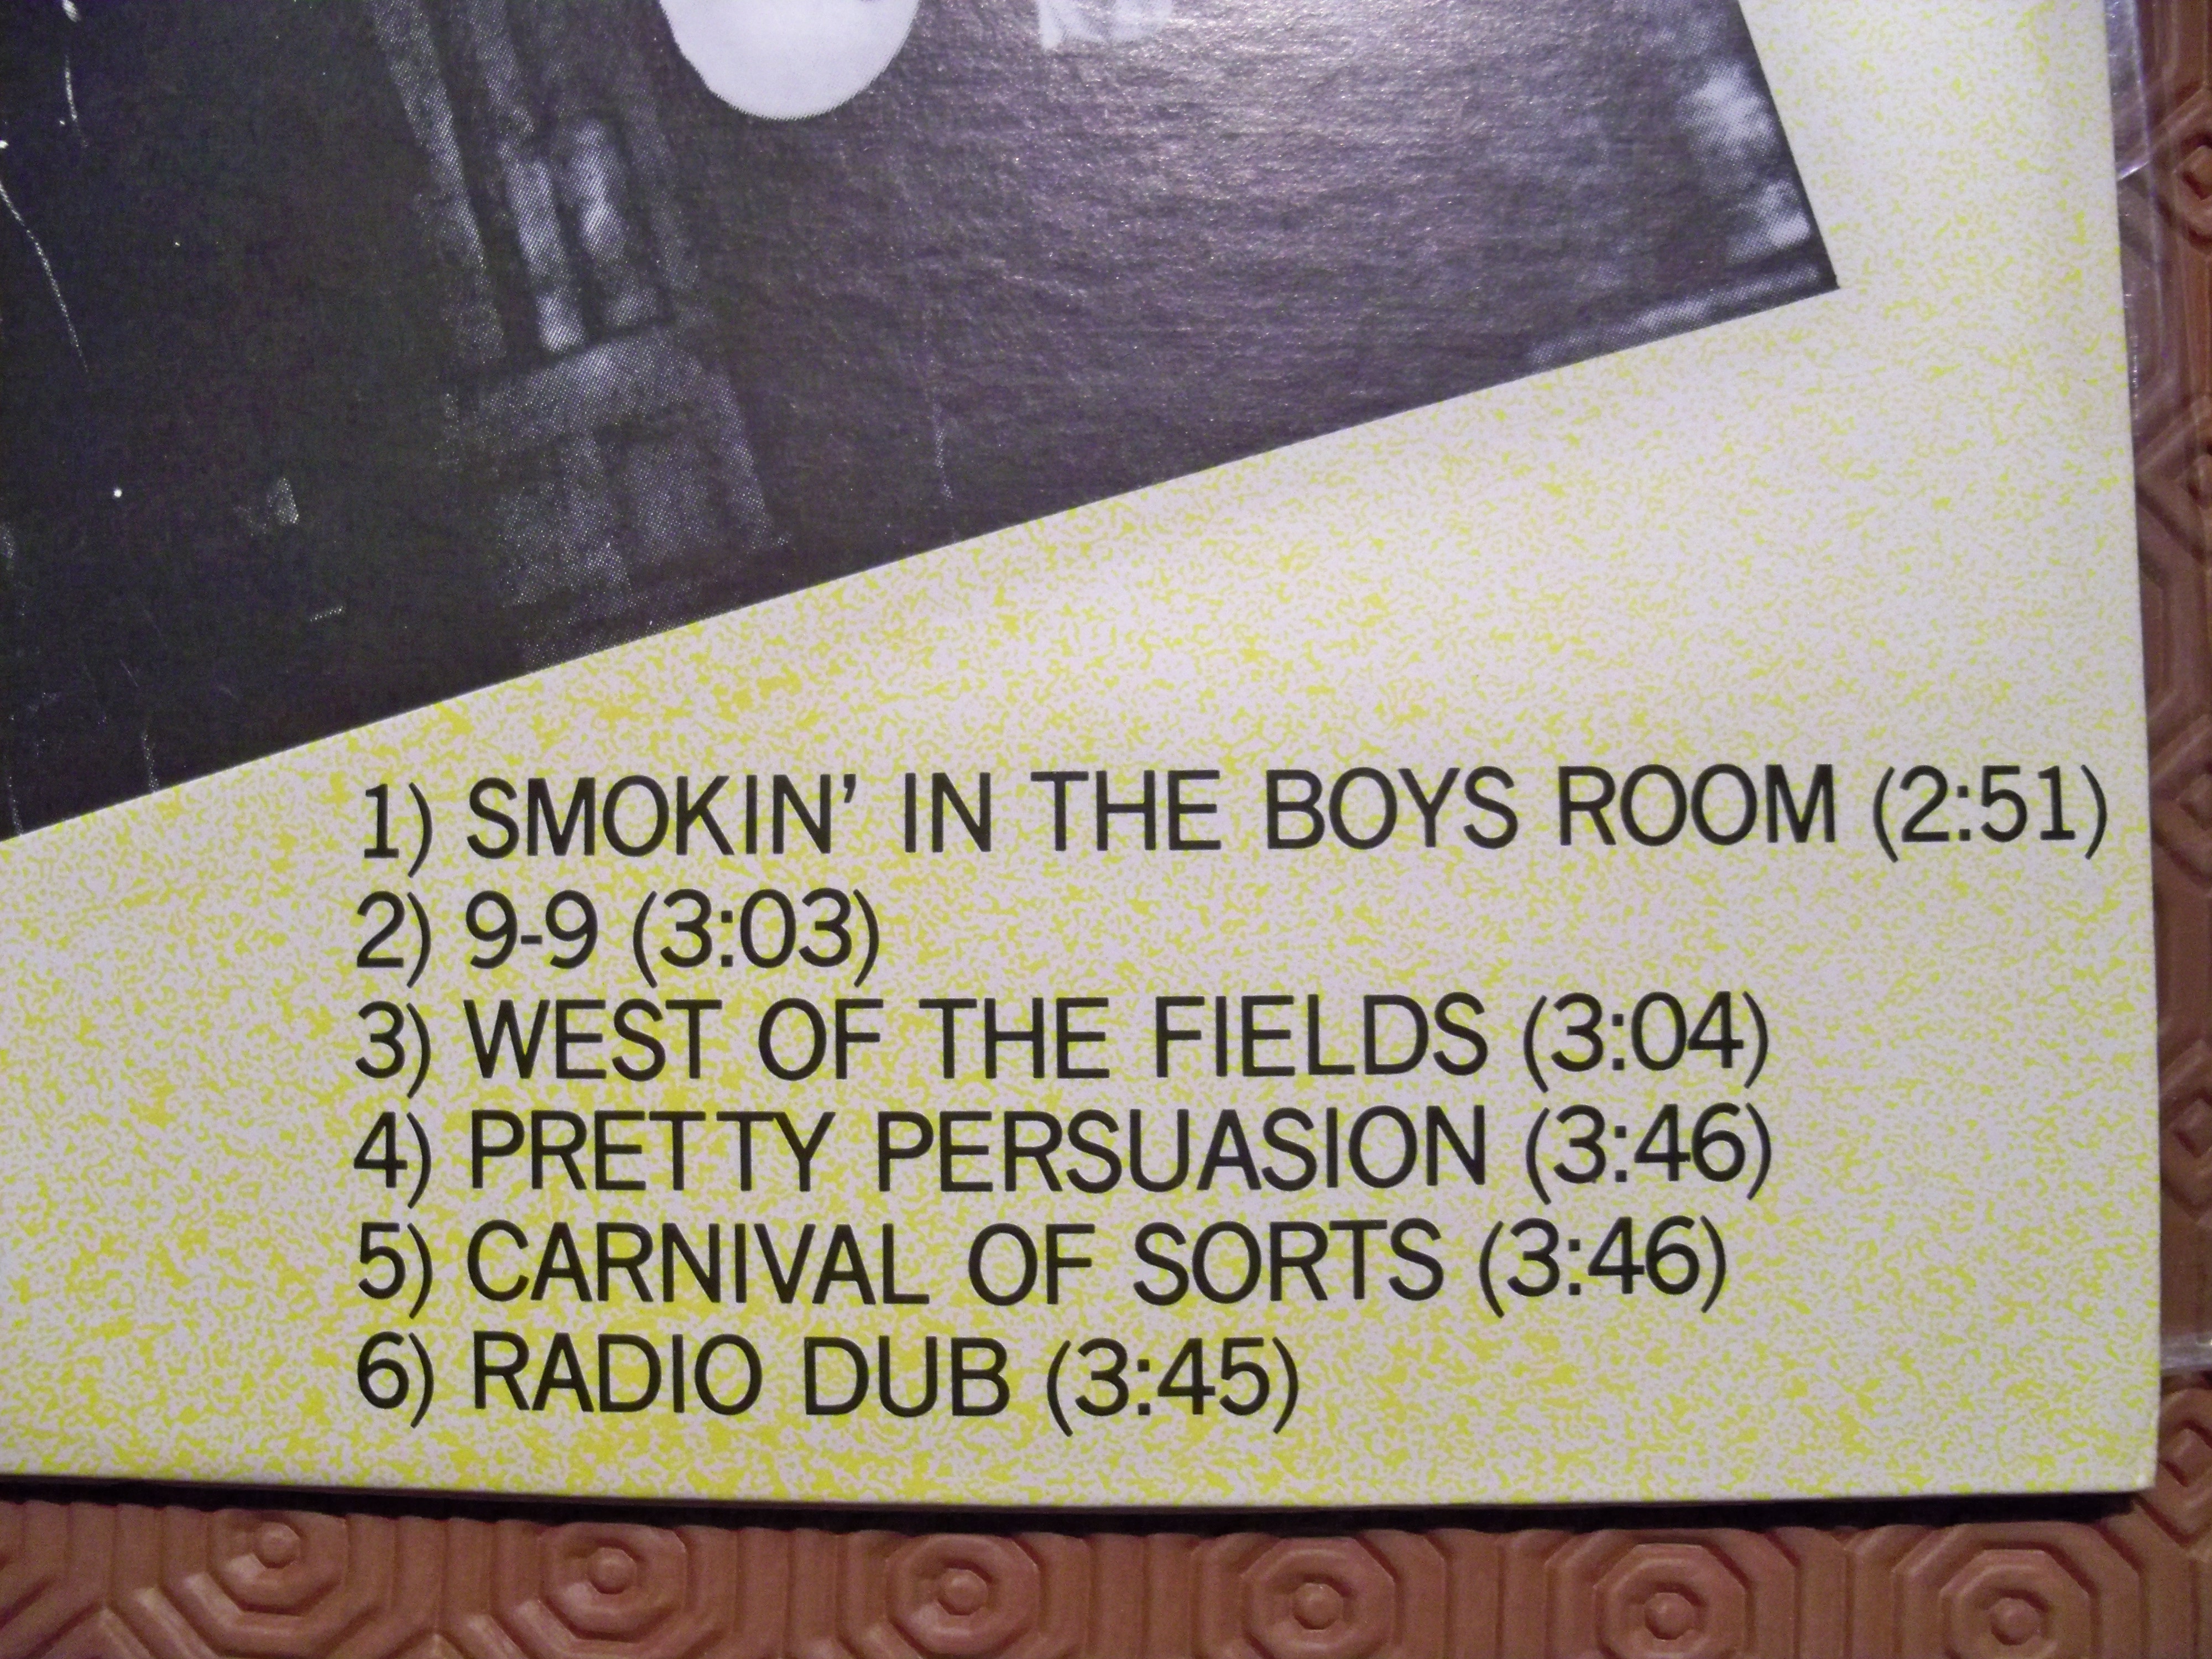 1) SMOKIN' IN THE BOYS ROOM (2:51)
2) 9-9 (3:03)
3) WEST OF THE FIELDS (3:04)
4) PRETTY PERSUASION (3:46)
5) CARNIVAL OF SORTS (3:46)
6) RADIO DUB (3:45)